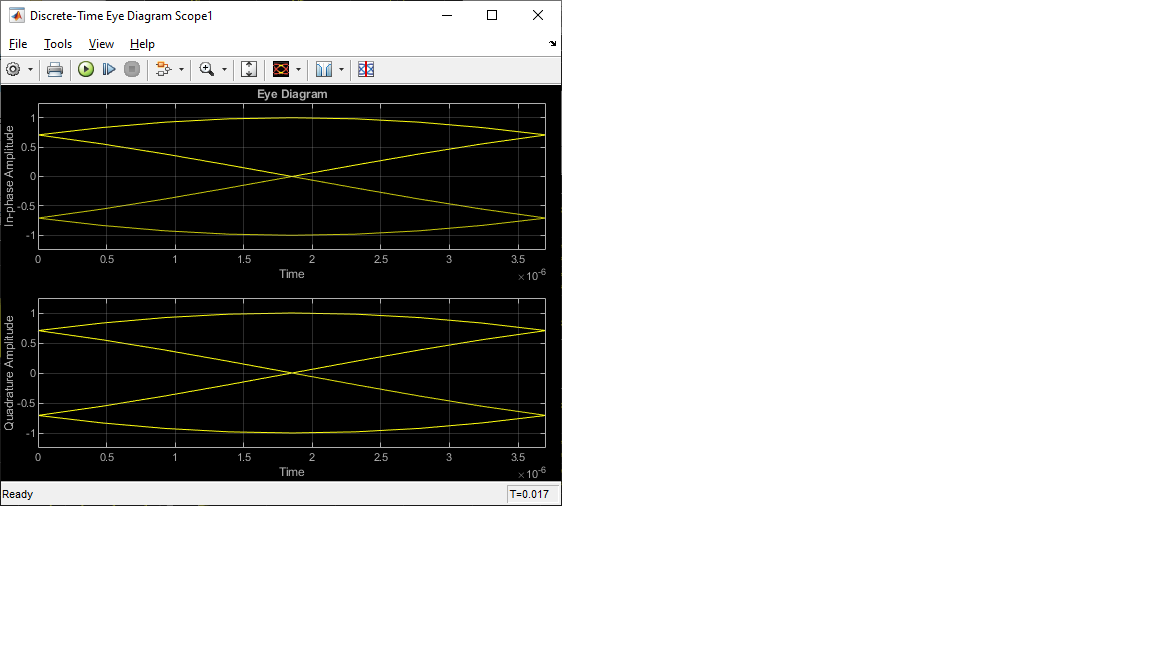 Discrete-Time Eye Diagram Scope1
File Tools View Help
Eye Diagram
In-phase Amplitude
1
0.5
0
-0.5
-1
0 0.5 1 1.5 2 2.5 3 3.5
Time
×10-6
Quadrature Amplitude
1
0.5
0
-0.5
-1
0 0.5 1 1.5 2 2.5 3 3.5
Time
×10-6
Ready
T=0.017